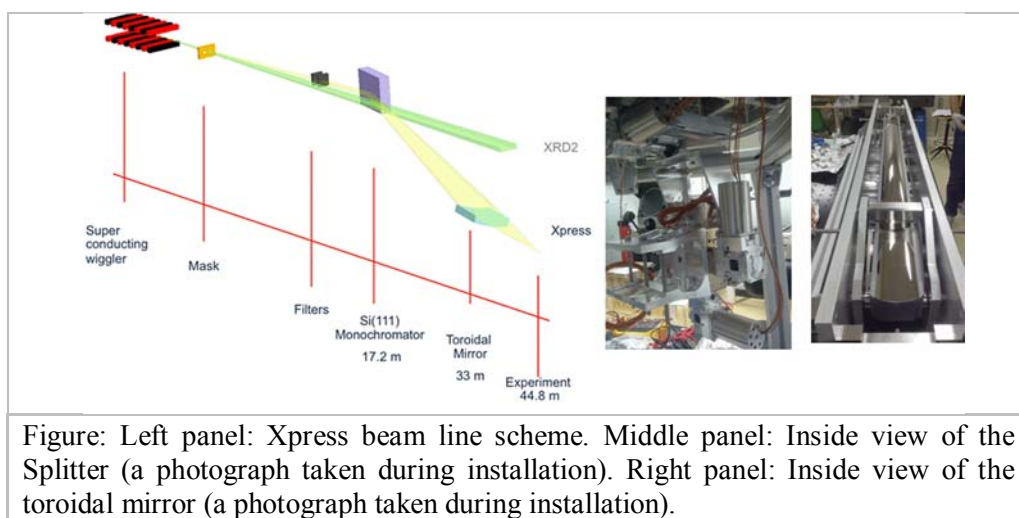 XRD2
Xpress
Super
conducting
wiggler
Mask
Filters
Si(111)
Monochromator
17.2 m
Toroidal
Mirror
33 m
Experiment
44.8 m
Figure: Left panel: Xpress beam line scheme. Middle panel: Inside view of the
Splitter (a photograph taken during installation). Right panel: Inside view of the
toroidal mirror (a photograph taken during installation).